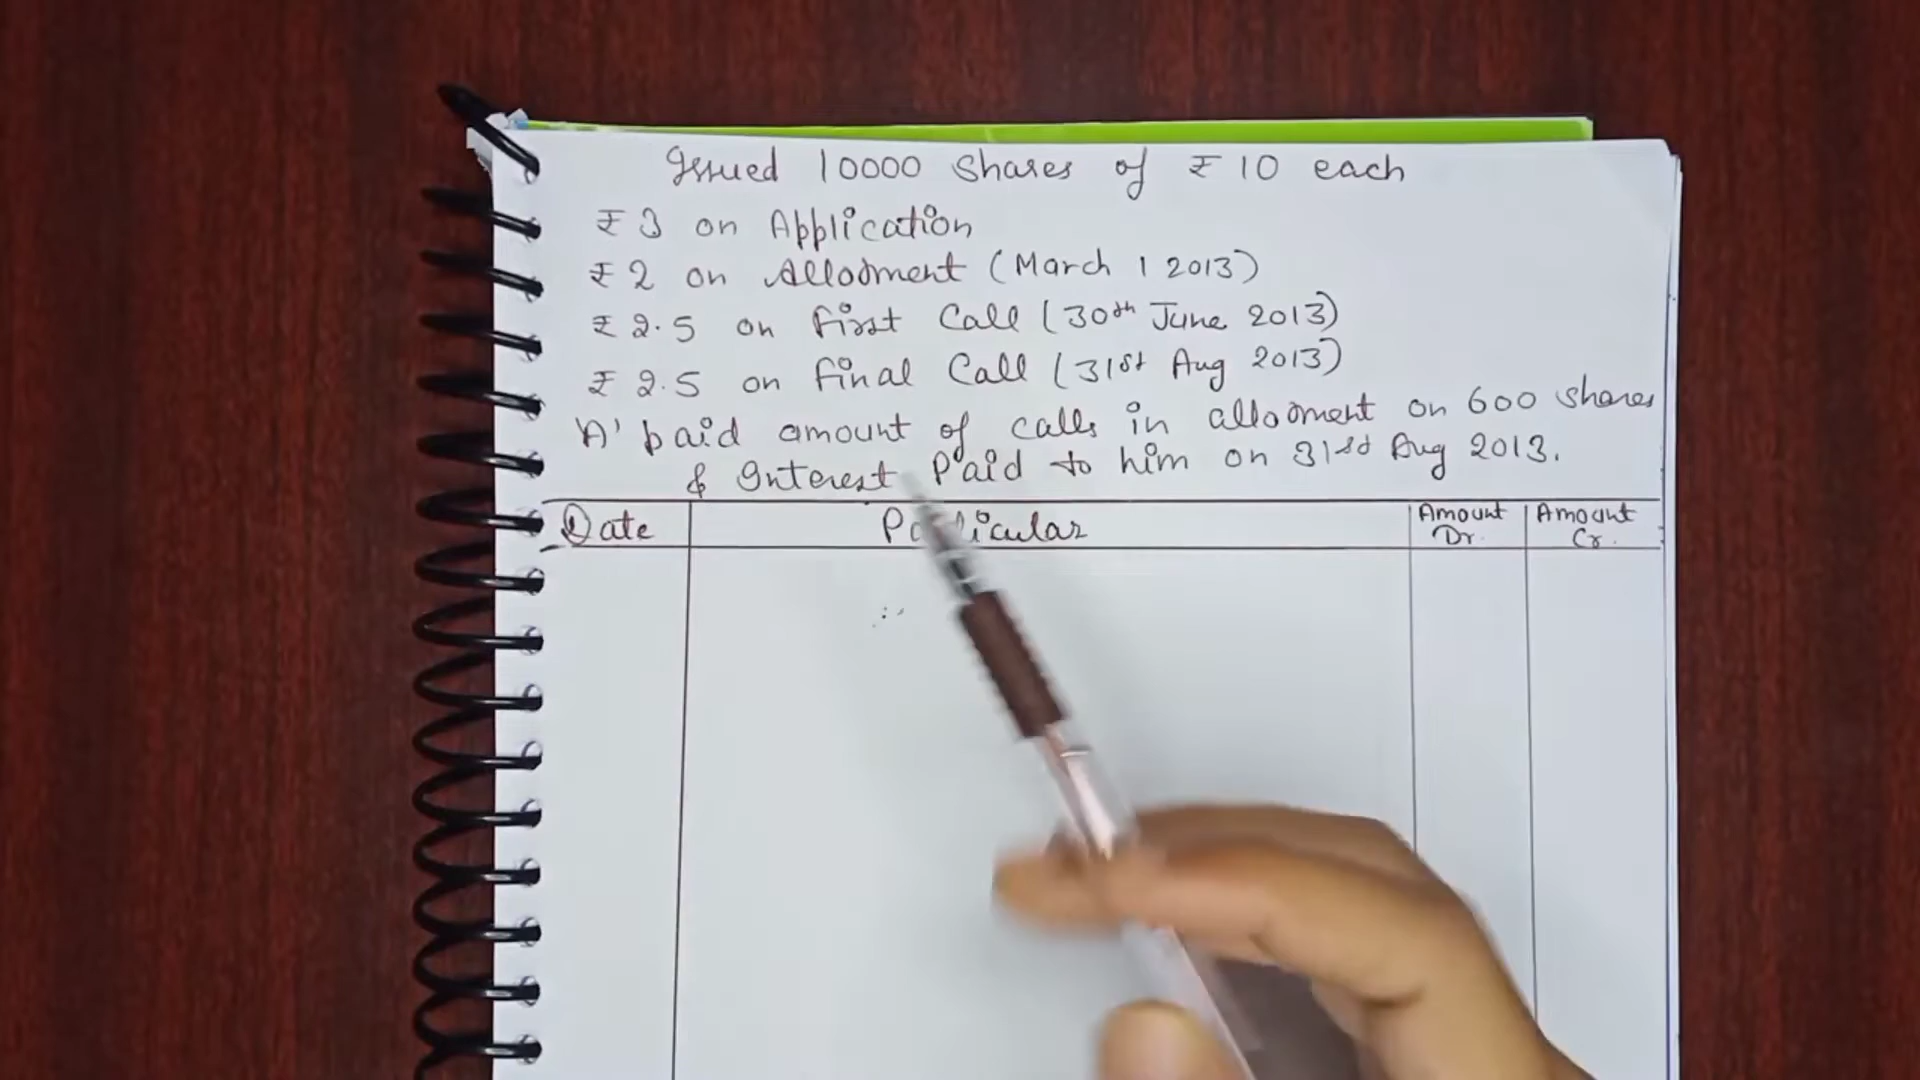 Issued 10000 Shares of ₹ 10 each
₹ 3 on Application
₹ 2 on Allotment (March 1 2013)
₹ 2.5 on First Call (30th June 2013)
₹ 2.5 on Final Call (31st Aug 2013)
'A' paid amount of calls in allotment on 600 shares
& Interest Paid to him on 31st Aug 2013.
Date Particular Amount Dr. Amount Cr.